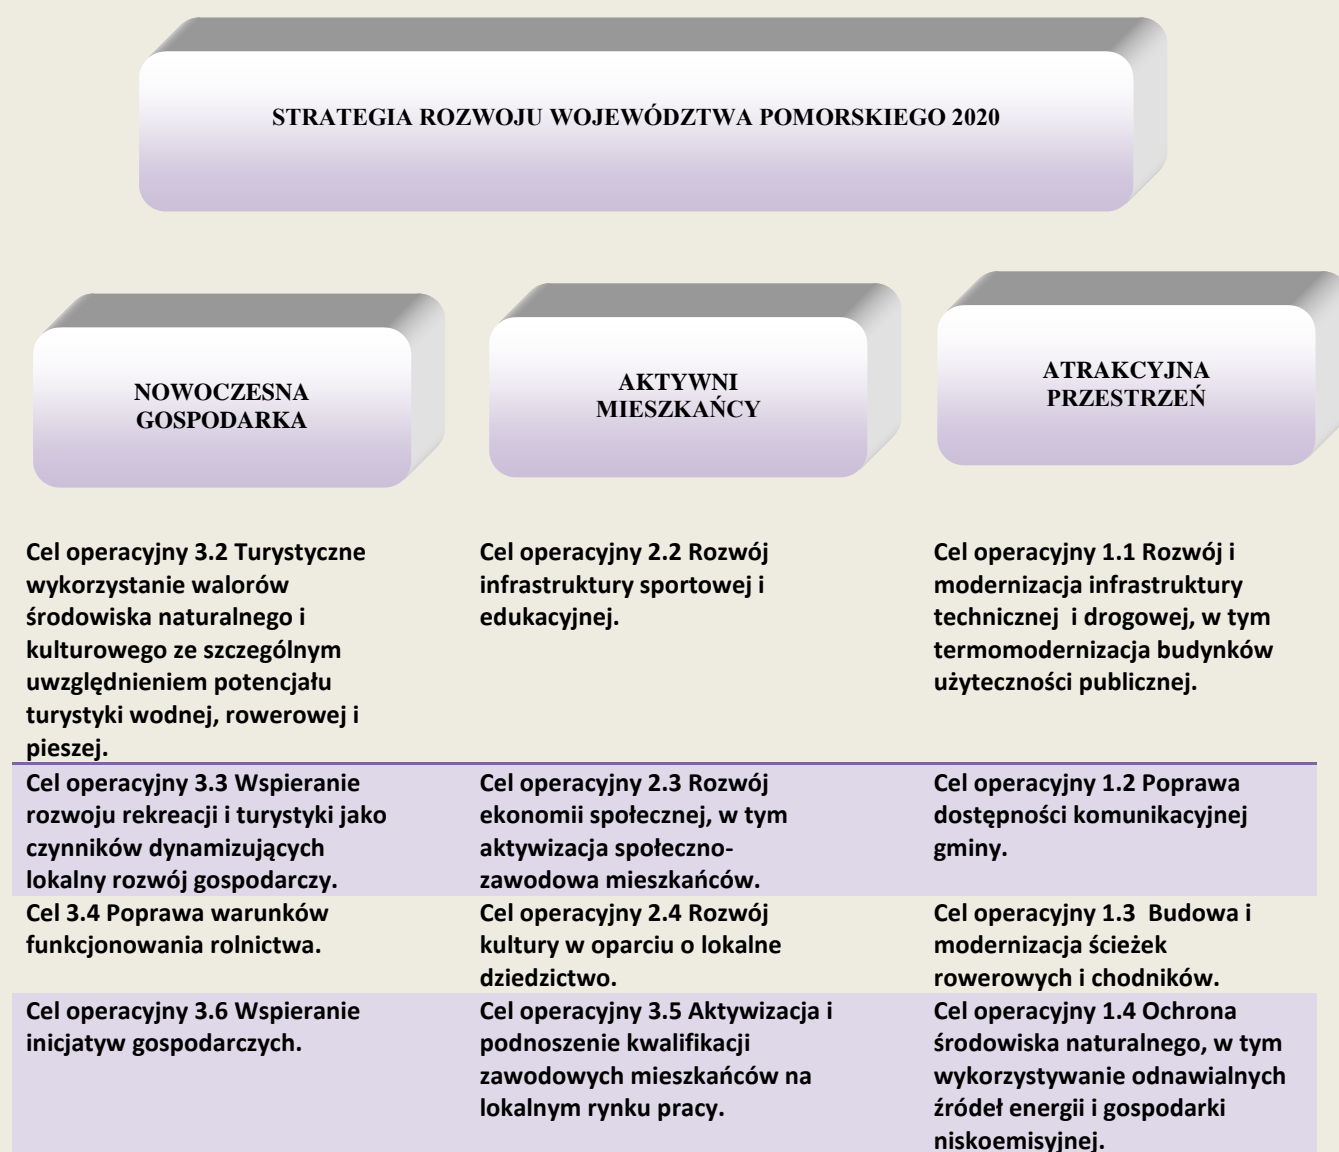 STRATEGIA ROZWOJU WOJEWÓDZTWA POMORSKIEGO 2020
NOWOCZESNA
GOSPODARKA
AKTYWNI
MIESZKAŃCY
ATRAKCYJNA
PRZESTRZEŃ
Cel operacyjny 3.2 Turystyczne
wykorzystanie walorów
środowiska naturalnego i
kulturowego ze szczególnym
uwzględnieniem potencjału
turystyki wodnej, rowerowej i
pieszej.
Cel operacyjny 2.2 Rozwój
infrastruktury sportowej i
edukacyjnej.
Cel operacyjny 1.1 Rozwój i
modernizacja infrastruktury
technicznej i drogowej, w tym
termomodernizacja budynków
użyteczności publicznej.
Cel operacyjny 3.3 Wspieranie
rozwoju rekreacji i turystyki jako
czynników dynamizujących
lokalny rozwój gospodarczy.
Cel operacyjny 2.3 Rozwój
ekonomii społecznej, w tym
aktywizacja społeczno-
zawodowa mieszkańców.
Cel operacyjny 1.2 Poprawa
dostępności komunikacyjnej
gminy.
Cel 3.4 Poprawa warunków
funkcjonowania rolnictwa.
Cel operacyjny 2.4 Rozwój
kultury w oparciu o lokalne
dziedzictwo.
Cel operacyjny 1.3 Budowa i
modernizacja ścieżek
rowerowych i chodników.
Cel operacyjny 3.6 Wspieranie
inicjatyw gospodarczych.
Cel operacyjny 3.5 Aktywizacja i
podnoszenie kwalifikacji
zawodowych mieszkańców na
lokalnym rynku pracy.
Cel operacyjny 1.4 Ochrona
środowiska naturalnego, w tym
wykorzystywanie odnawialnych
źródeł energii i gospodarki
niskoemisyjnej.